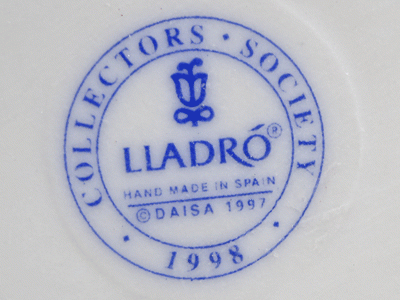 COLLECTORS · SOCIETY
LLADRÓ®
HAND MADE IN SPAIN
© DAISA 1997
· 1998 ·